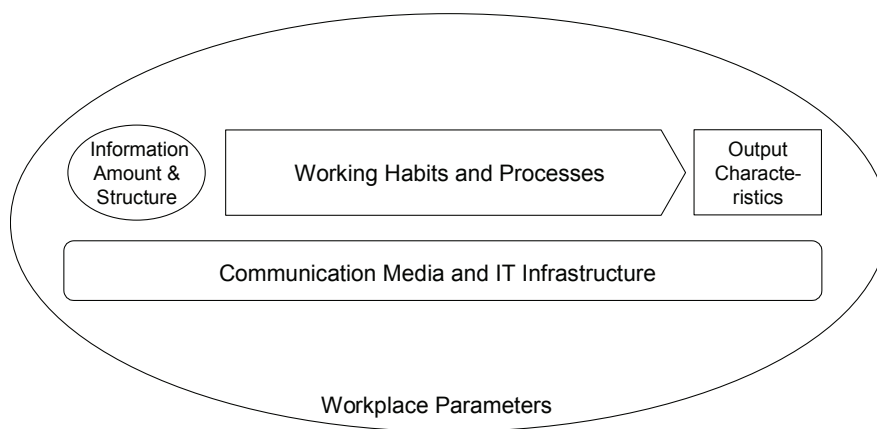 Information
Amount &
Structure
Working Habits and Processes
Output
Characte-
ristics
Communication Media and IT Infrastructure
Workplace Parameters